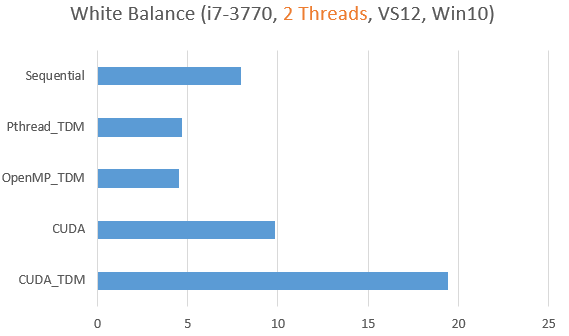 White Balance (i7-3770, 2 Threads, VS12, Win10)
Sequential
Pthread_TDM
OpenMP_TDM
CUDA
CUDA_TDM
0 5 10 15 20 25